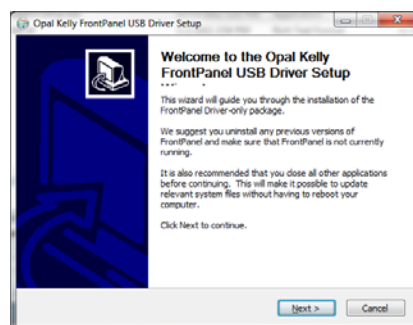 Opal Kelly FrontPanel USB Driver Setup
Welcome to the Opal Kelly
FrontPanel USB Driver Setup
This wizard will guide you through the installation of the
FrontPanel Driver-only package.
We suggest you uninstall any previous versions of
FrontPanel and make sure that FrontPanel is not currently
running.
It is also recommended that you close all other applications
before continuing. This will make it possible to update
relevant system files without having to reboot your
computer.
Click Next to continue.
Next >
Cancel